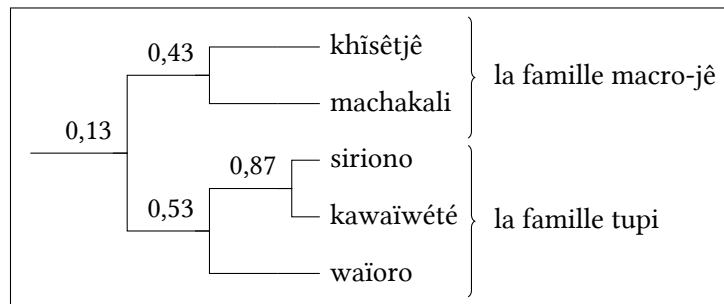 0,43
khĩsêtjê
la famille macro-jê
machakali
0,13
0,87
siriono
0,53
kawaïwété
la famille tupi
waïoro